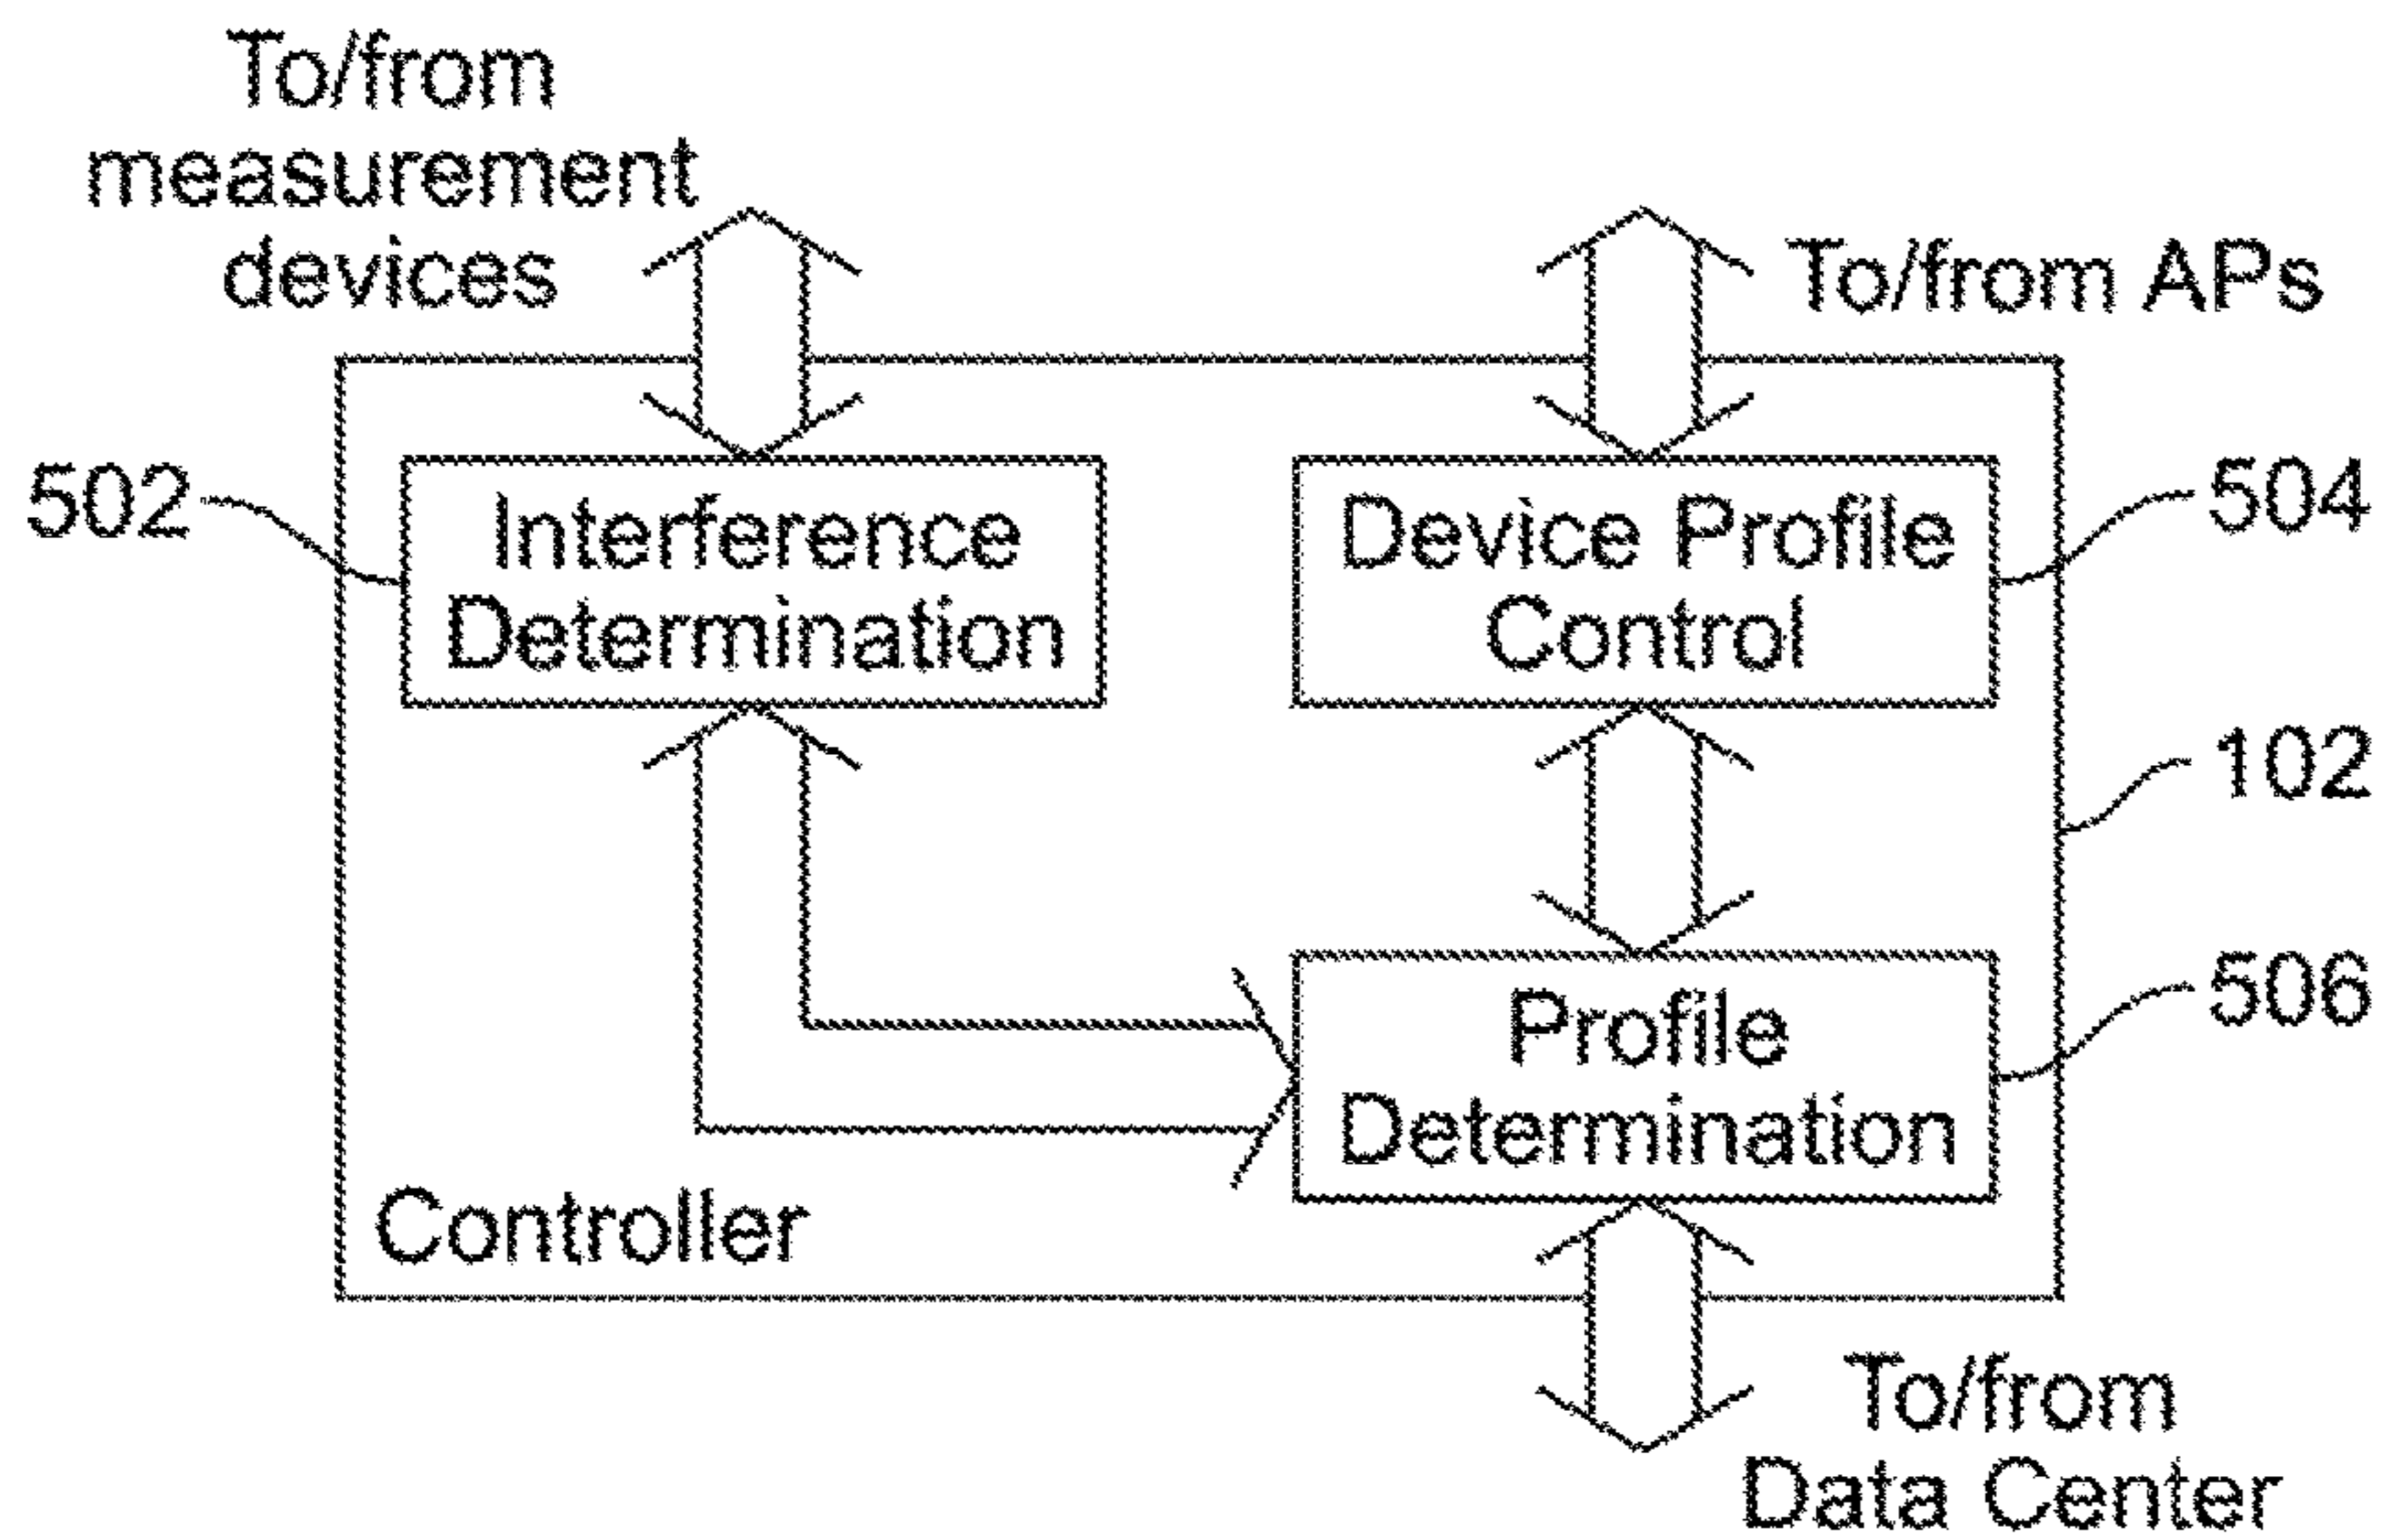 To/from
measurement
devices
To/from APs
502
Interference
Determination
Device Profile
Control
504
102
Profile
Determination
506
Controller
To/from
Data Center